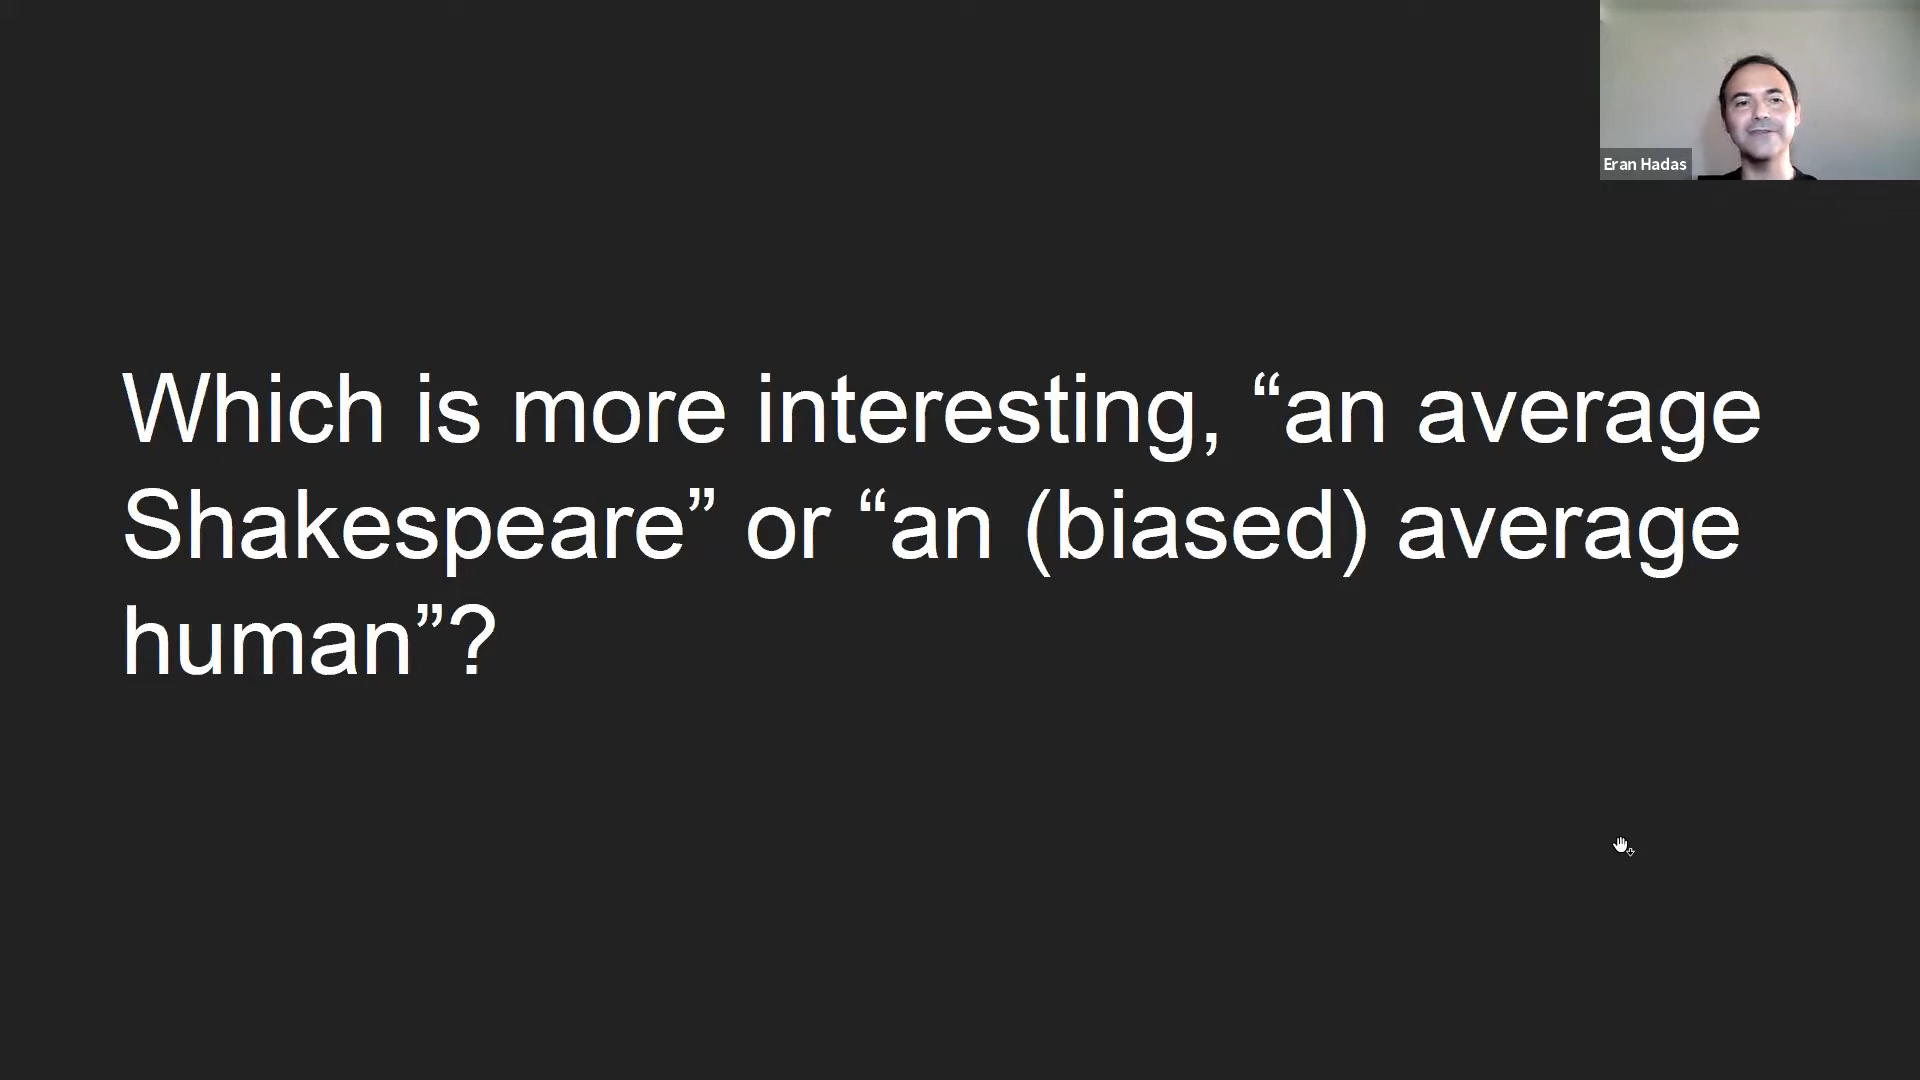 Eran Hadas
Which is more interesting, “an average
Shakespeare” or “an (biased) average
human”?